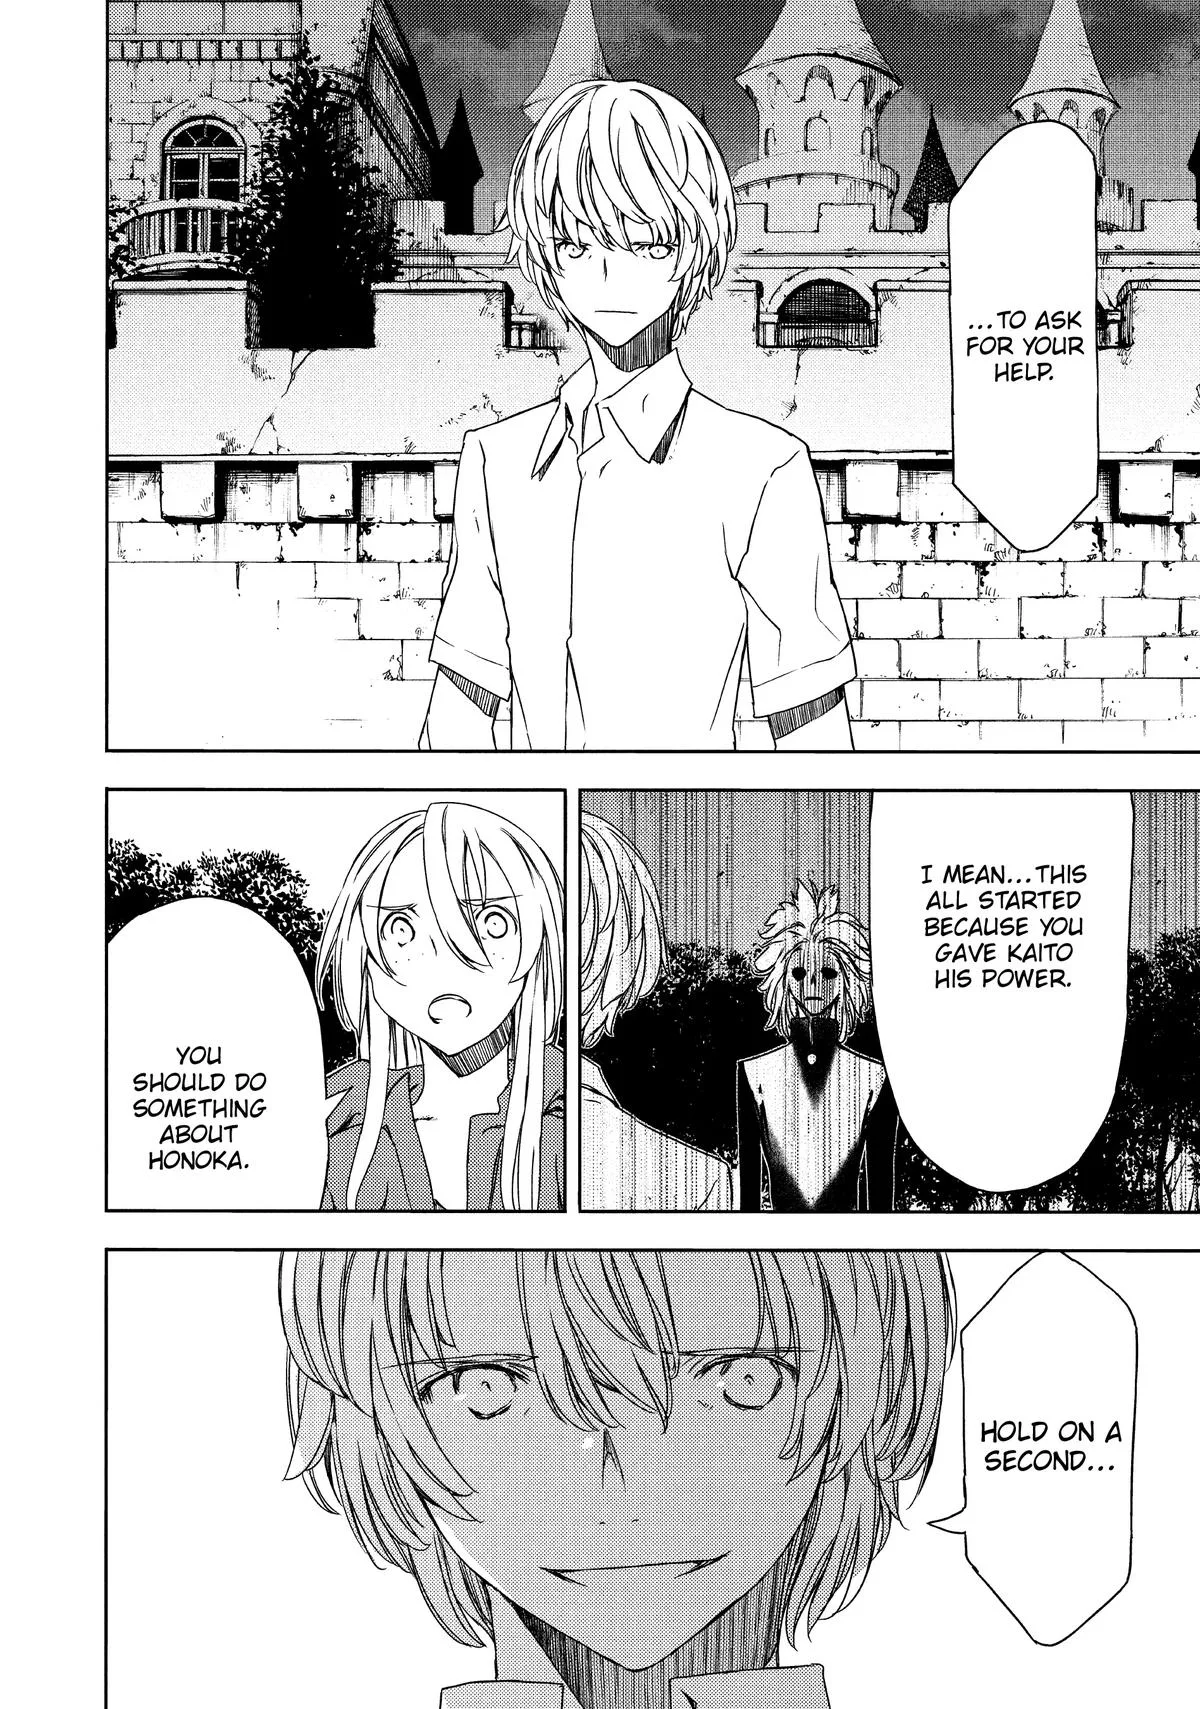 ...TO ASK
FOR YOUR
HELP.
I MEAN...THIS
ALL STARTED
BECAUSE YOU
GAVE KAITO
HIS POWER.
YOU
SHOULD DO
SOMETHING
ABOUT
HONOKA.
HOLD ON A
SECOND...